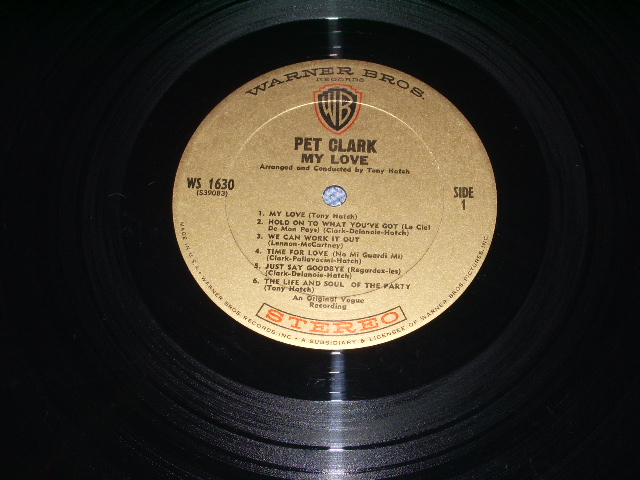 WARNER BROS.
RECORDS
WB
PET CLARK
MY LOVE
Arranged and Conducted by Tony Hatch
WS 1630
(S39083)
SIDE
1
1. MY LOVE (Tony Hatch)
2. HOLD ON TO WHAT YOU'VE GOT (Le Ciel
De Mon Pays) (Clark-Delanoie-Hatch)
3. WE CAN WORK IT OUT
(Lennon-McCartney)
4. TIME FOR LOVE (No Mi Guardi Mi)
(Clark-Pallavacini-Hatch)
5. JUST SAY GOODBYE (Regardez-les)
(Clark-Delanoie-Hatch)
6. THE LIFE AND SOUL OF THE PARTY
(Tony Hatch)
An Original Vogue
Recording
STEREO
MADE IN U.S.A. • WARNER BROS. RECORDS, INC. • A SUBSIDIARY & LICENSEE OF WARNER BROS. PICTURES, INC.